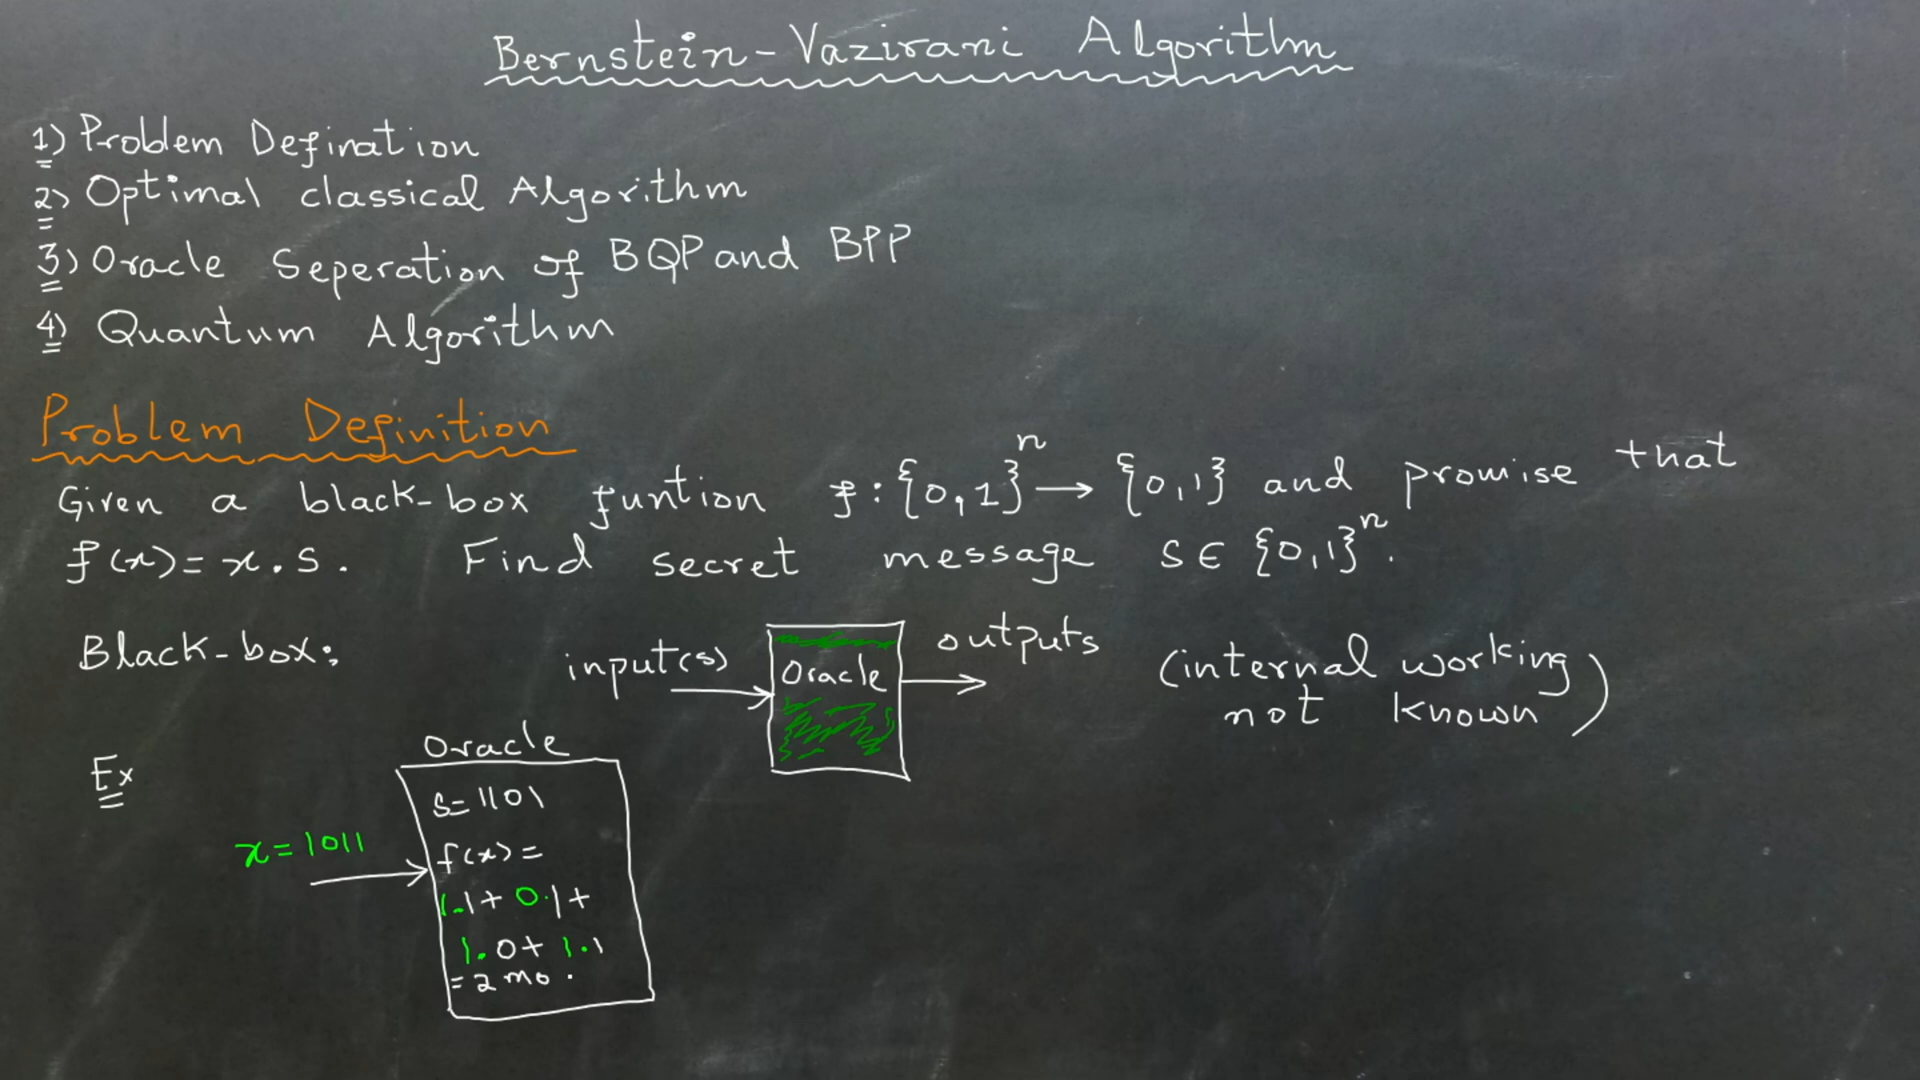 Bernstein-Vazirani Algorithm
1) Problem Defination
2) Optimal classical Algorithm
3) Oracle Seperation of BQP and BPP
4) Quantum Algorithm
Problem Definition
Given a black-box funtion f:{0,1}ⁿ → {0,1} and promise that
f(x)=x.s. Find secret message s∈{0,1}ⁿ.
Black-box:
input(s)
Oracle
outputs
(internal working
not known)
Ex
Oracle
x=1011
s=1101
f(x)=
1.1+0.1+
1.0+1.1
=2 mo.